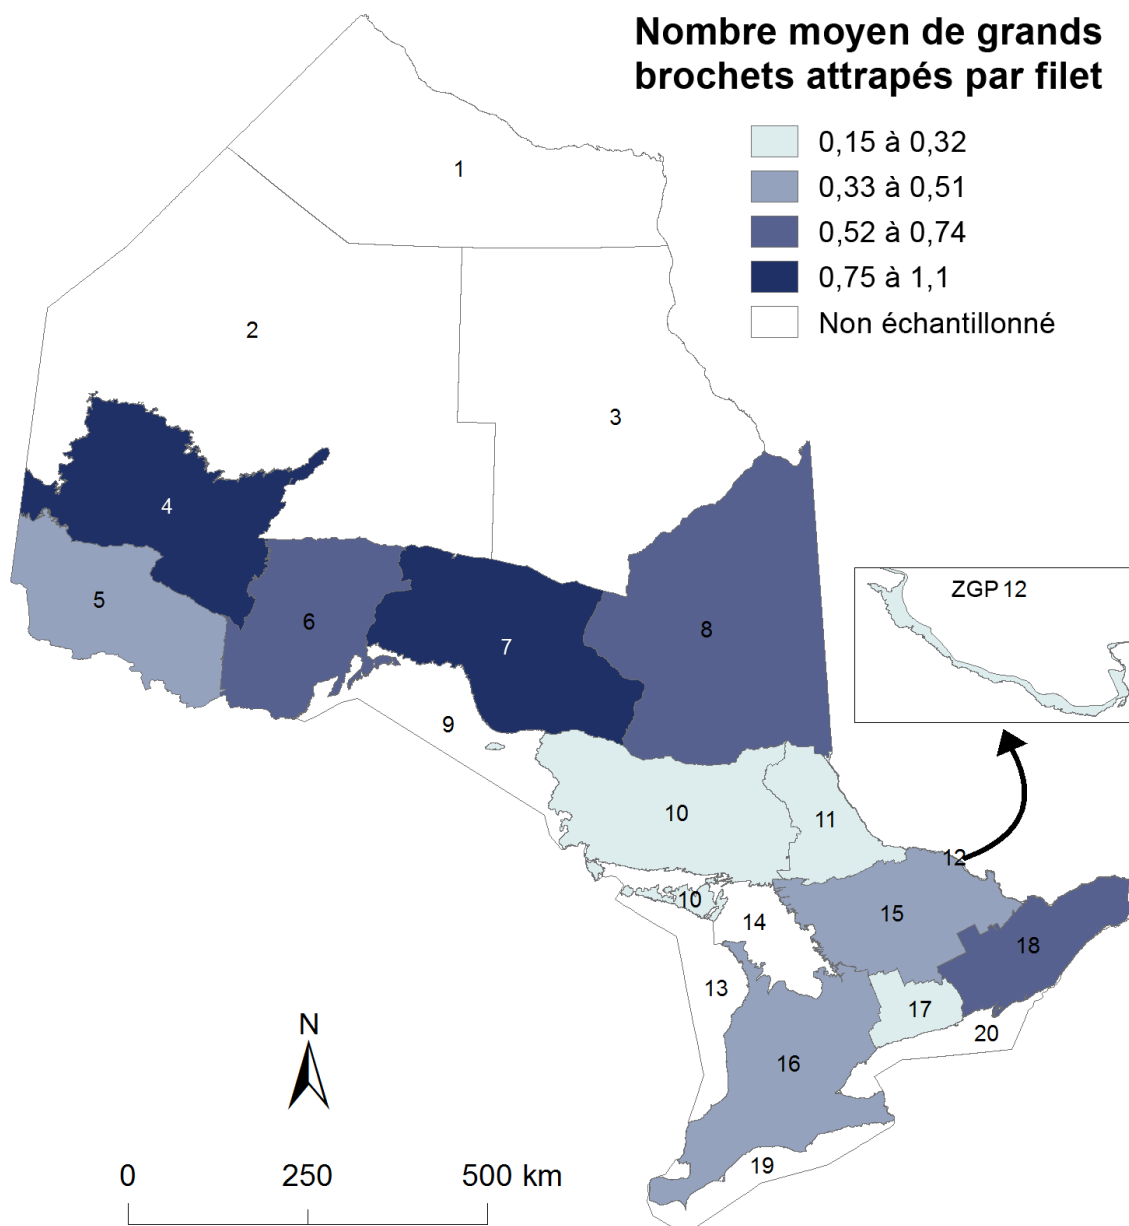 Nombre moyen de grands
brochets attrapés par filet
0,15 à 0,32
0,33 à 0,51
0,52 à 0,74
0,75 à 1,1
Non échantillonné
1
2
3
4
5
6
7
8
ZGP 12
9
10
11
12
10
14
15
18
13
17
20
16
19
N
0
250
500 km